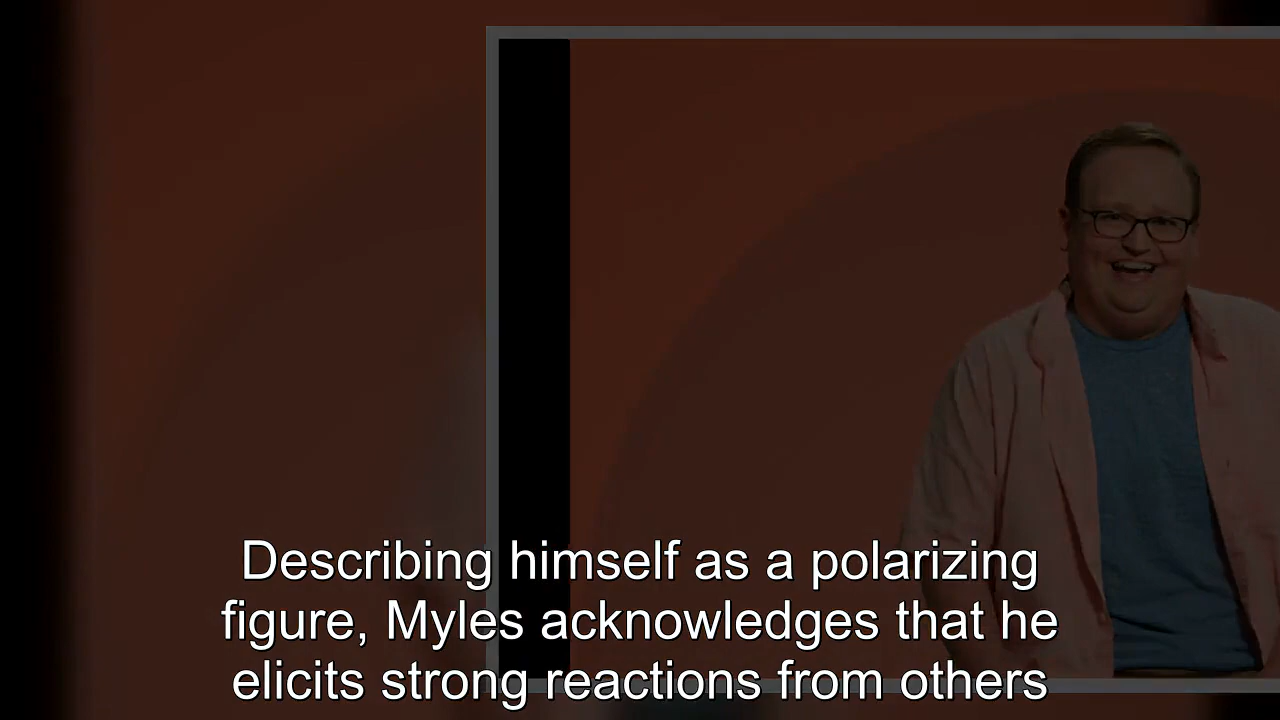 Describing himself as a polarizing
figure, Myles acknowledges that he
elicits strong reactions from others